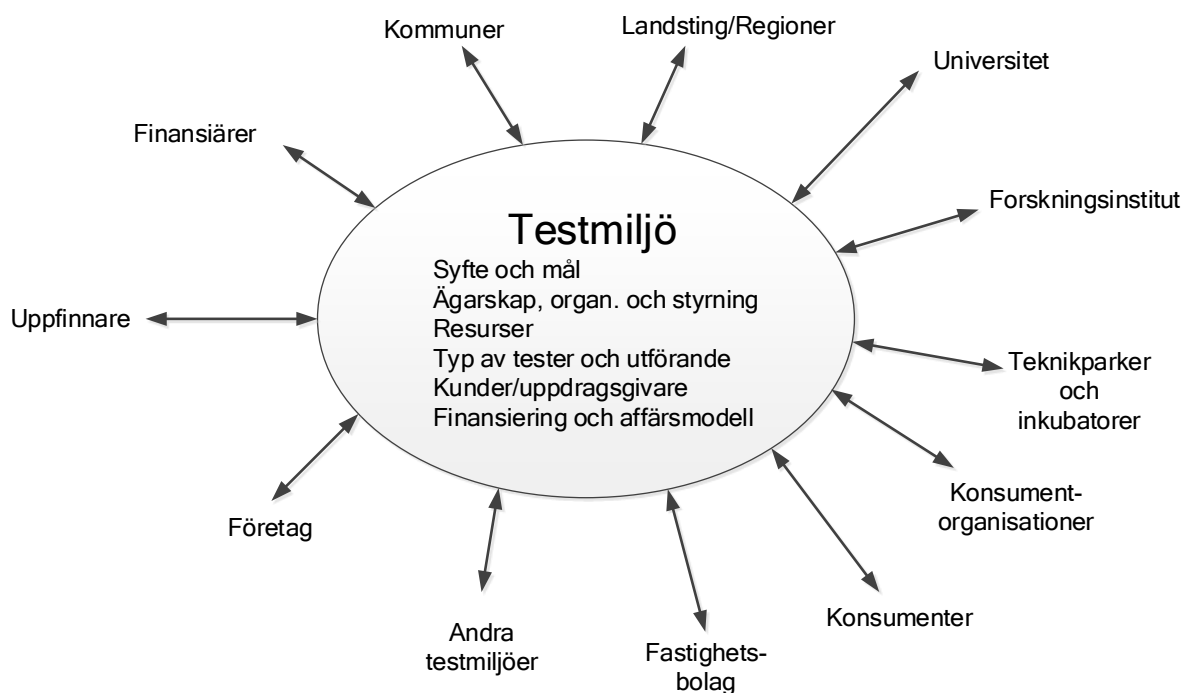 Kommuner
Landsting/Regioner
Universitet
Finansiärer
Forskningsinstitut
Testmiljö
Syfte och mål
Ägarskap, organ. och styrning
Resurser
Typ av tester och utförande
Kunder/uppdragsgivare
Finansiering och affärsmodell
Uppfinnare
Teknikparker
och
inkubatorer
Konsument-
organisationer
Företag
Konsumenter
Andra
testmiljöer
Fastighets-
bolag